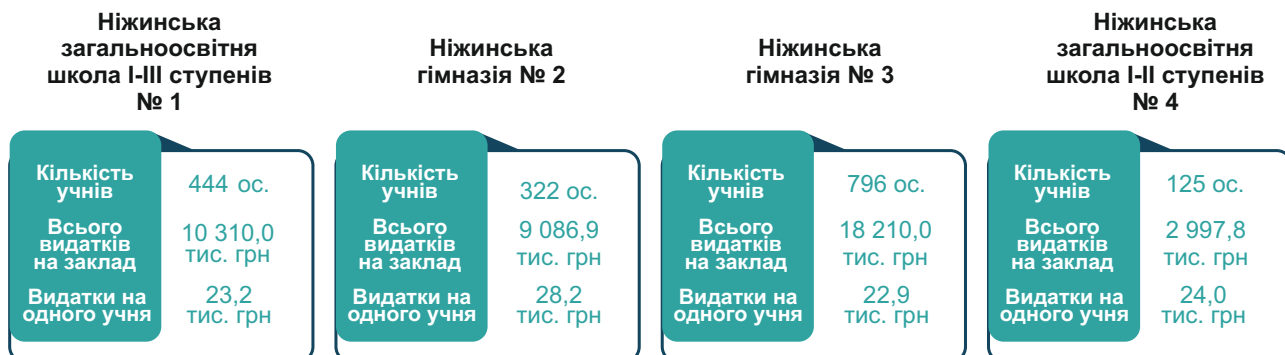 Ніжинська
загальноосвітня
школа І-ІІІ ступенів
№ 1
Кількість
учнів
444 ос.
Всього
видатків
на заклад
10 310,0
тис. грн
Видатки на
одного учня
23,2
тис. грн
Ніжинська
гімназія № 2
Кількість
учнів
322 ос.
Всього
видатків
на заклад
9 086,9
тис. грн
Видатки на
одного учня
28,2
тис. грн
Ніжинська
гімназія № 3
Кількість
учнів
796 ос.
Всього
видатків
на заклад
18 210,0
тис. грн
Видатки на
одного учня
22,9
тис. грн
Ніжинська
загальноосвітня
школа І-ІІ ступенів
№ 4
Кількість
учнів
125 ос.
Всього
видатків
на заклад
2 997,8
тис. грн
Видатки на
одного учня
24,0
тис. грн